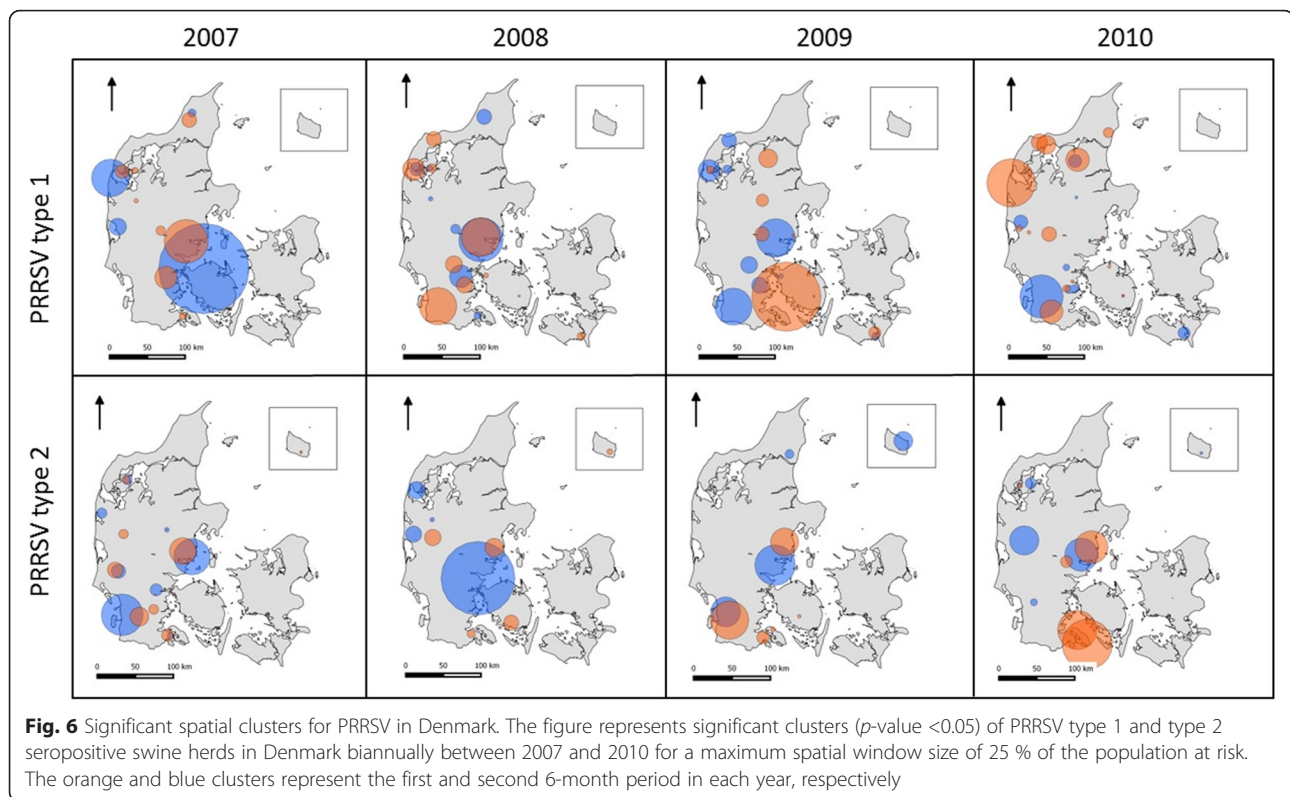 2007 2008 2009 2010
PRRSV type 1
0 50 100 km
0 50 100 km
0 50 100 km
0 50 100 km
PRRSV type 2
0 50 100 km
0 50 100 km
0 50 100 km
0 50 100 km
Fig. 6 Significant spatial clusters for PRRSV in Denmark. The figure represents significant clusters (p-value <0.05) of PRRSV type 1 and type 2
seropositive swine herds in Denmark biannually between 2007 and 2010 for a maximum spatial window size of 25 % of the population at risk.
The orange and blue clusters represent the first and second 6-month period in each year, respectively